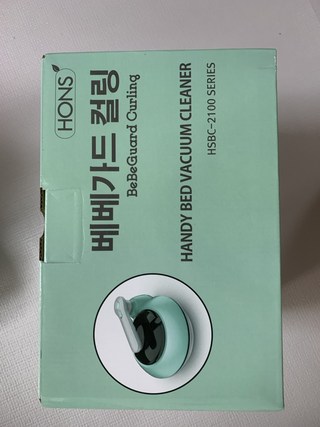 HONS
베베가드 컬링
BeBeGuard Curling
HANDY BED VACUUM CLEANER
HSBC-2100 SERIES